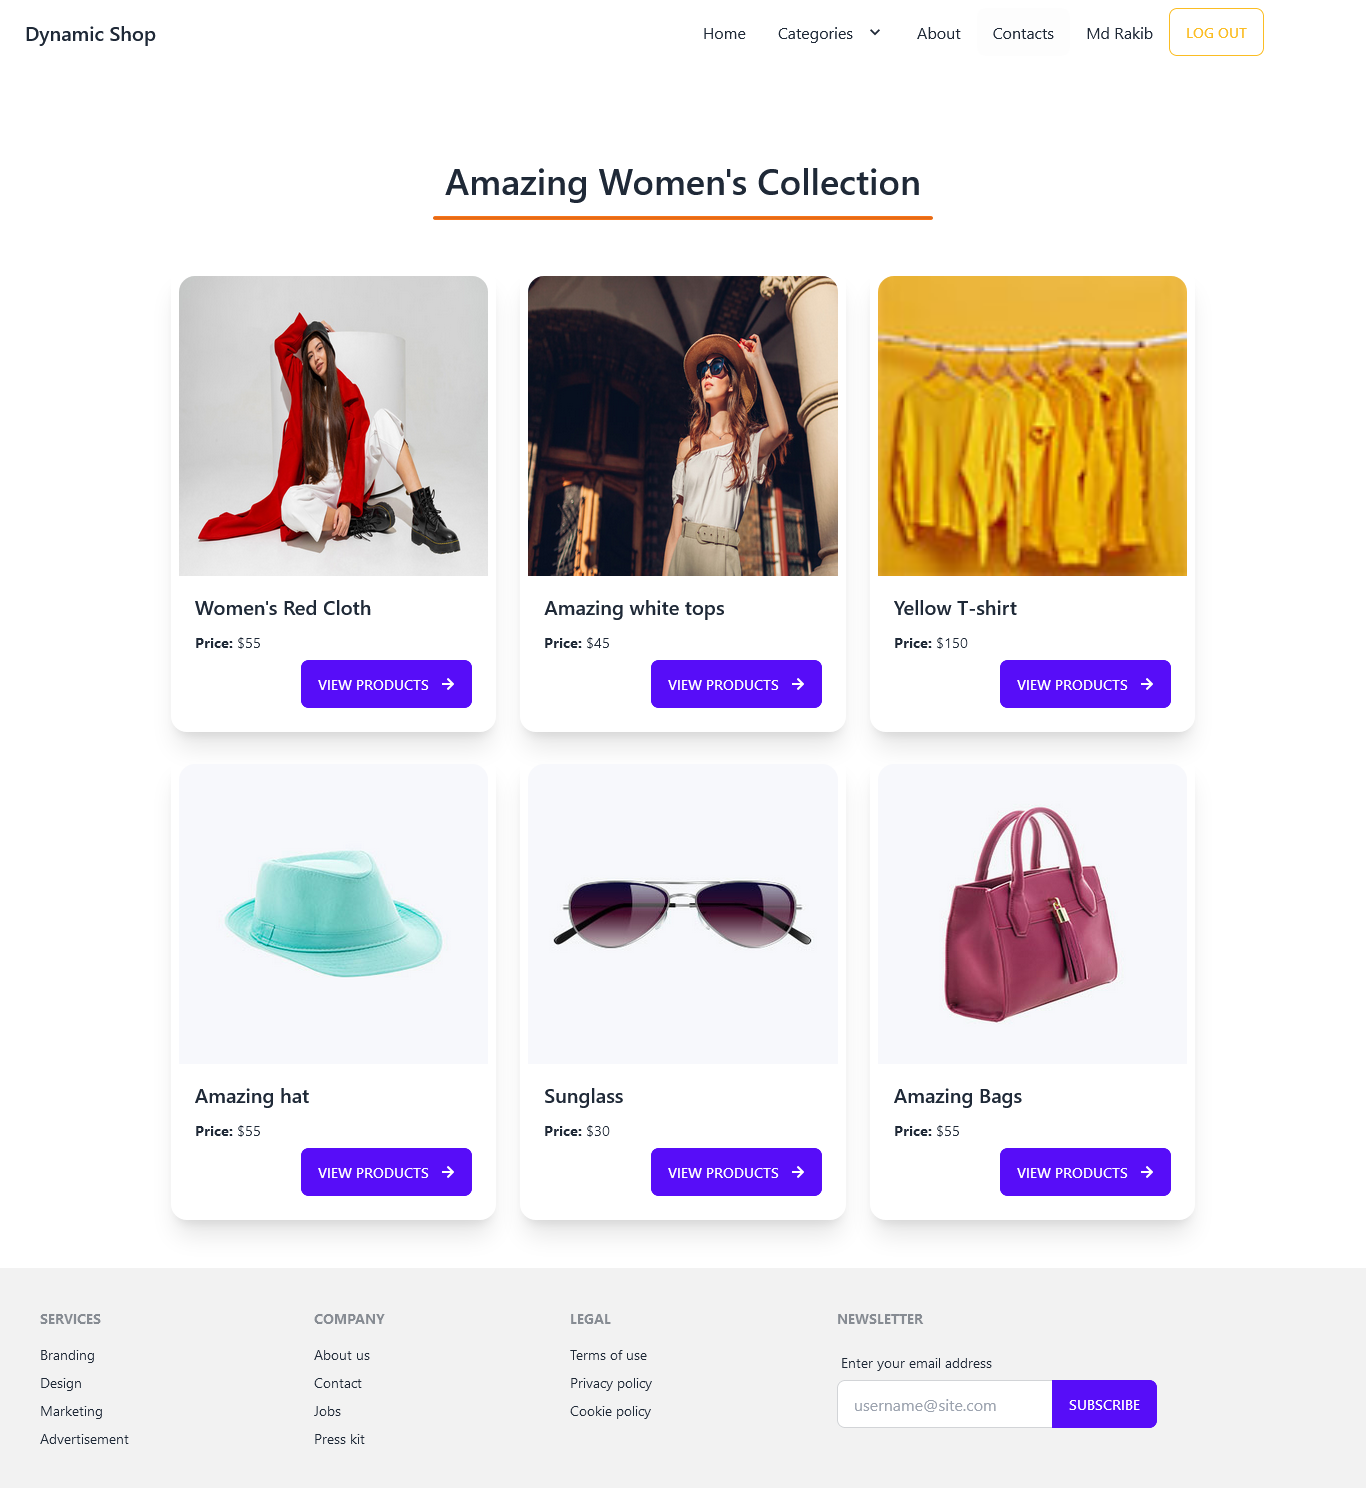 Dynamic Shop
Home Categories About Contacts Md Rakib LOG OUT
Amazing Women's Collection
Women's Red Cloth
Price: $55
VIEW PRODUCTS
Amazing white tops
Price: $45
VIEW PRODUCTS
Yellow T-shirt
Price: $150
VIEW PRODUCTS
Amazing hat
Price: $55
VIEW PRODUCTS
Sunglass
Price: $30
VIEW PRODUCTS
Amazing Bags
Price: $55
VIEW PRODUCTS
SERVICES
Branding
Design
Marketing
Advertisement
COMPANY
About us
Contact
Jobs
Press kit
LEGAL
Terms of use
Privacy policy
Cookie policy
NEWSLETTER
Enter your email address
username@site.com SUBSCRIBE